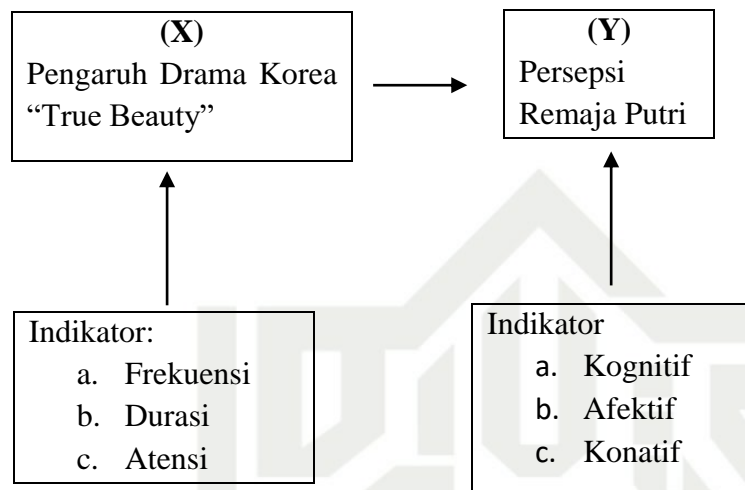 (X)
Pengaruh Drama Korea
“True Beauty”
(Y)
Persepsi
Remaja Putri
Indikator:
a. Frekuensi
b. Durasi
c. Atensi
Indikator
a. Kognitif
b. Afektif
c. Konatif